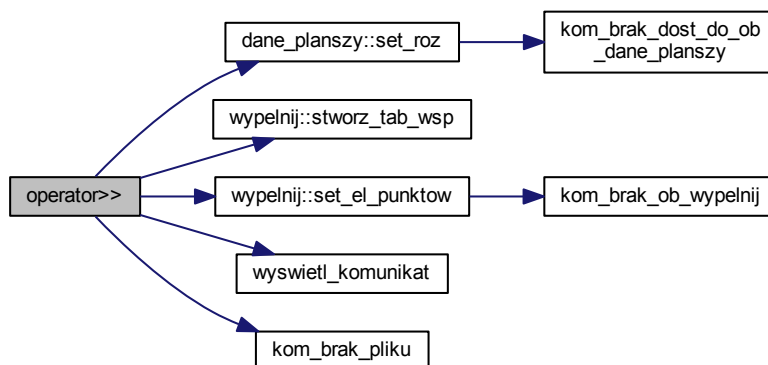 dane_planszy::set_roz
kom_brak_dost_do_ob
_dane_planszy
wypelnij::stworz_tab_wsp
operator>>
wypelnij::set_el_punktow
kom_brak_ob_wypelnij
wyswietl_komunikat
kom_brak_pliku